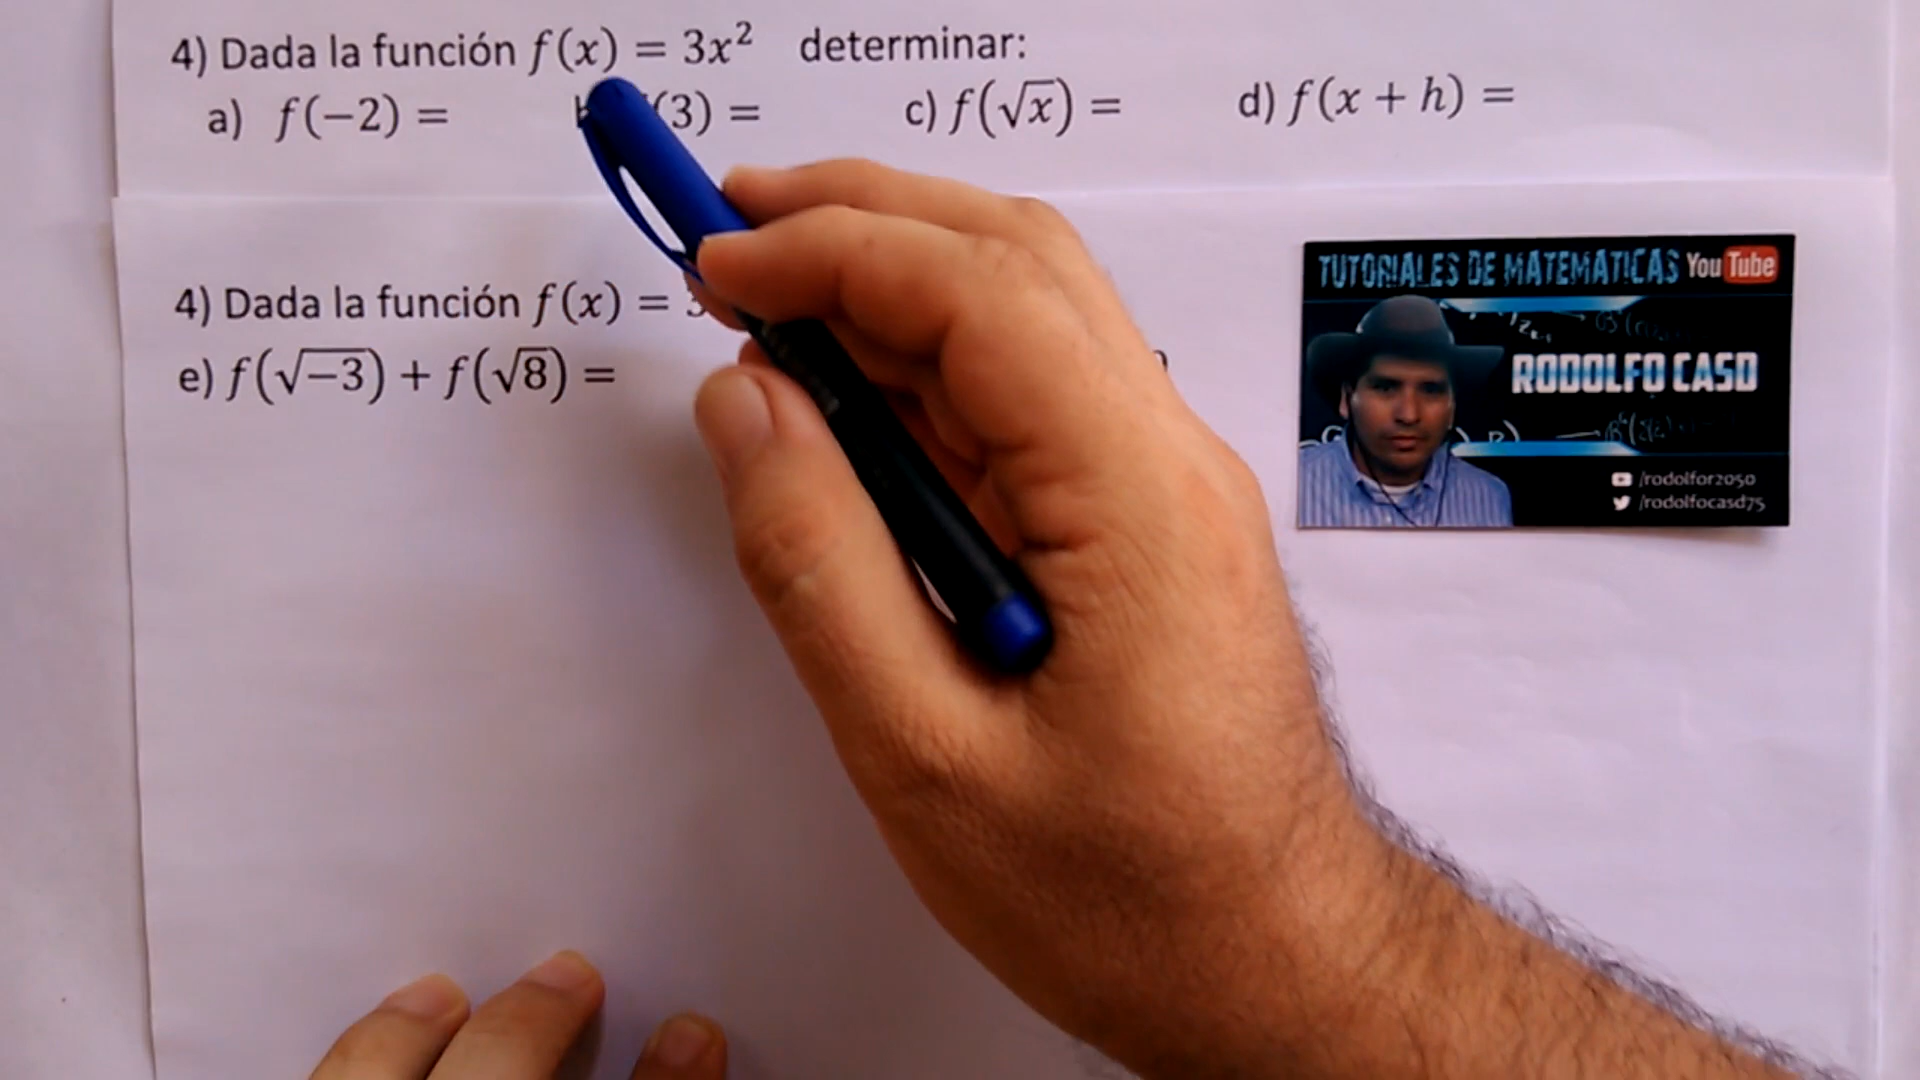 4) Dada la función f(x) = 3x² determinar:
a) f(−2) = (3) = c) f(√x) = d) f(x + h) =
4) Dada la función f(x) =
e) f(√−3) + f(√8) =
TUTORIALES DE MATEMATICAS YouTube
RODOLFO CASD
/rodolfor2050
/rodolfocasd75